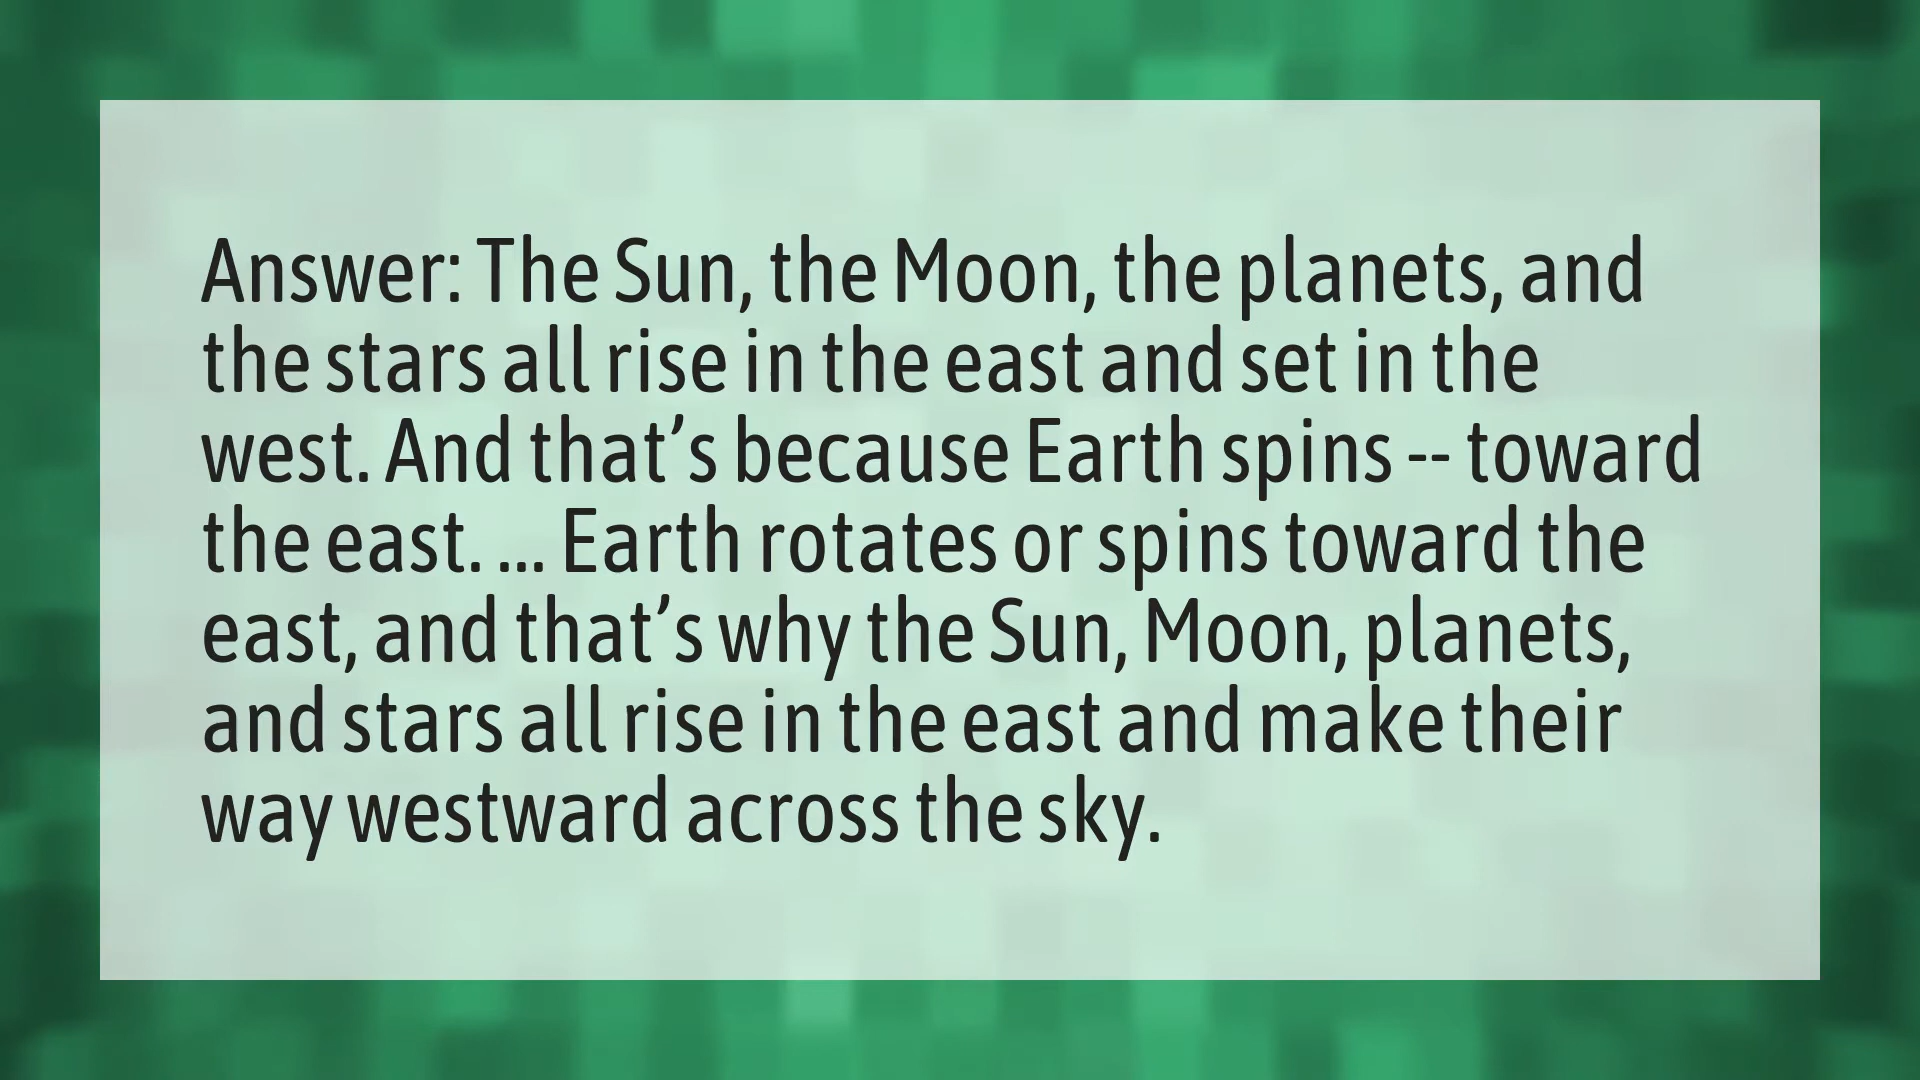 Answer: The Sun, the Moon, the planets, and
the stars all rise in the east and set in the
west. And that’s because Earth spins -- toward
the east. ... Earth rotates or spins toward the
east, and that’s why the Sun, Moon, planets,
and stars all rise in the east and make their
way westward across the sky.